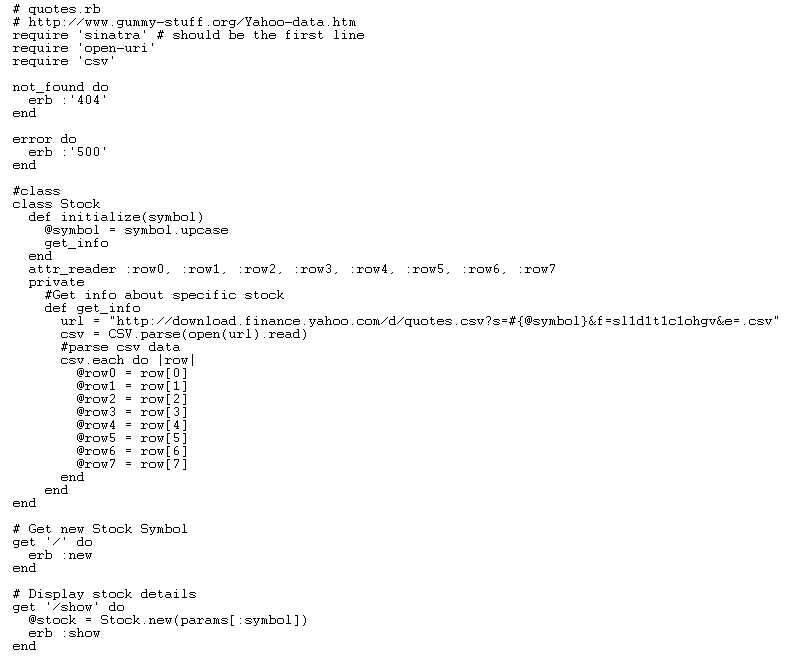 # quotes.rb
# http://www.gummy-stuff.org/Yahoo-data.htm
require 'sinatra' # should be the first line
require 'open-uri'
require 'csv'

not_found do
  erb :'404'
end

error do
  erb :'500'
end

#class
class Stock
  def initialize(symbol)
    @symbol = symbol.upcase
    get_info
  end
  attr_reader :row0, :row1, :row2, :row3, :row4, :row5, :row6, :row7
  private
    #Get info about specific stock
    def get_info
      url = "http://download.finance.yahoo.com/d/quotes.csv?s=#{@symbol}&f=sl1d1t1c1ohgv&e=.csv"
      csv = CSV.parse(open(url).read)
      #parse csv data
      csv.each do |row|
        @row0 = row[0]
        @row1 = row[1]
        @row2 = row[2]
        @row3 = row[3]
        @row4 = row[4]
        @row5 = row[5]
        @row6 = row[6]
        @row7 = row[7]
      end
    end
end

# Get new Stock Symbol
get '/' do
  erb :new
end

# Display stock details
get '/show' do
  @stock = Stock.new(params[:symbol])
  erb :show
end